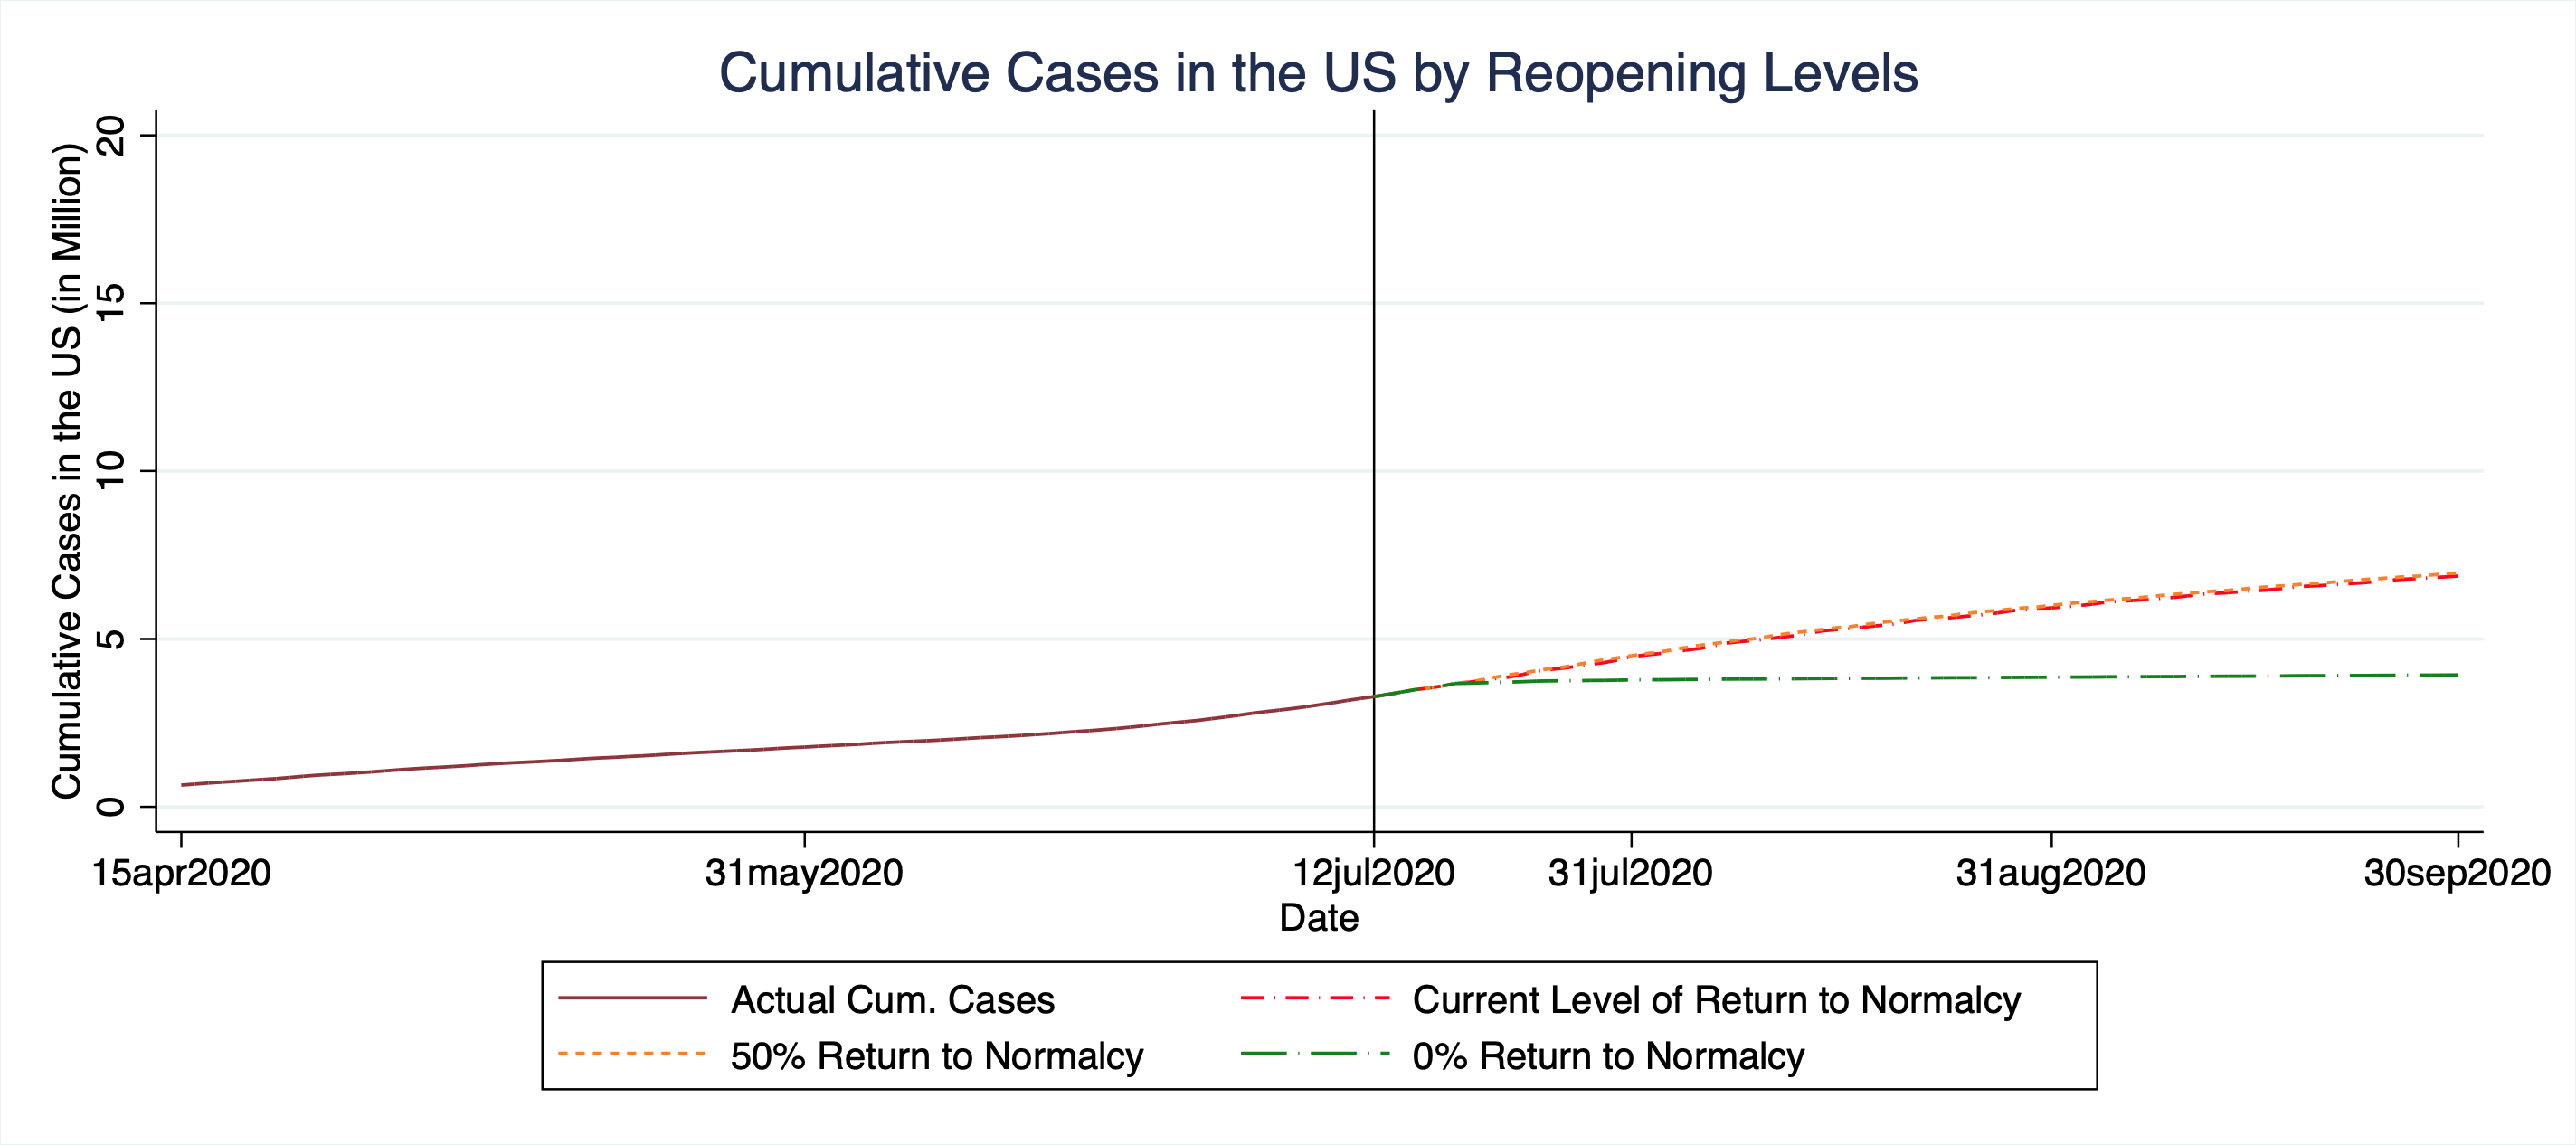 Cumulative Cases in the US by Reopening Levels
Cumulative Cases in the US (in Million)
20
15
10
5
0
15apr2020 31may2020 12jul2020 31jul2020 31aug2020 30sep2020
Date
Actual Cum. Cases Current Level of Return to Normalcy
50% Return to Normalcy 0% Return to Normalcy